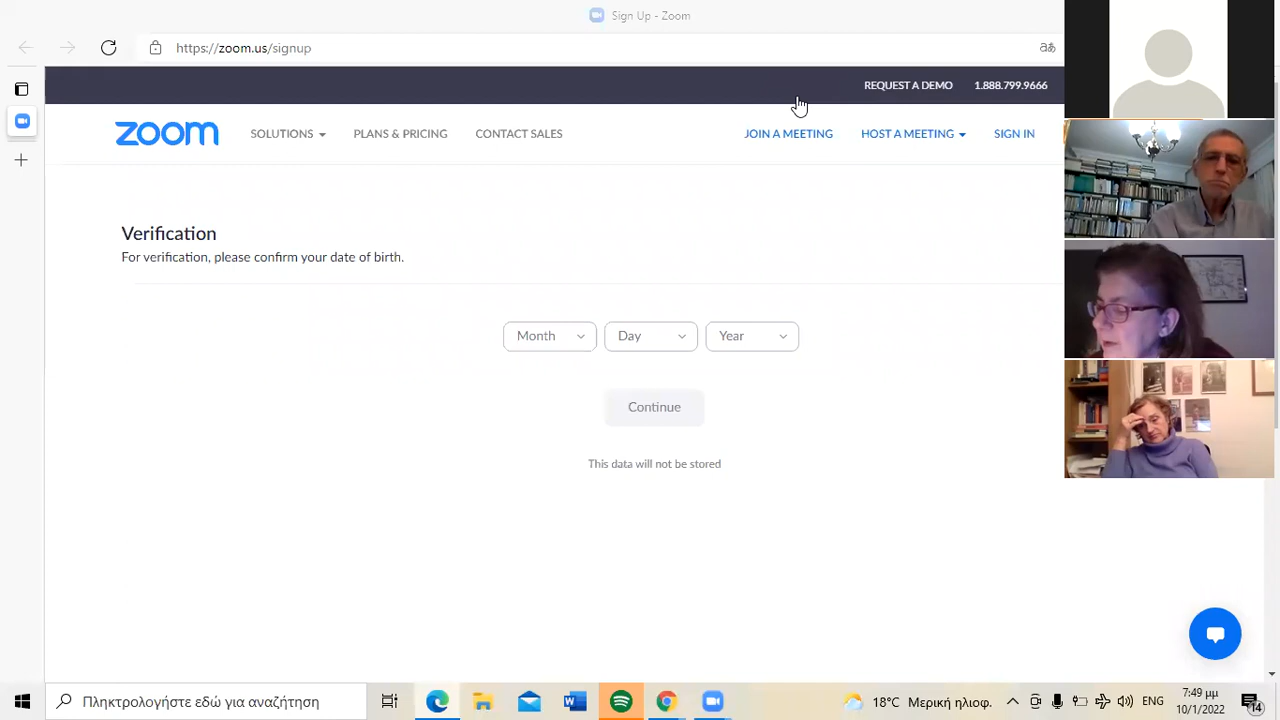 Sign Up - Zoom
https://zoom.us/signup
aあ
REQUEST A DEMO 1.888.799.9666
zoom SOLUTIONS PLANS & PRICING CONTACT SALES JOIN A MEETING HOST A MEETING SIGN IN
Verification
For verification, please confirm your date of birth.
Month Day Year
Continue
This data will not be stored
Πληκτρολογήστε εδώ για αναζήτηση
18°C Μερική ηλιοφ.
ENG
7:49 μμ
10/1/2022
14